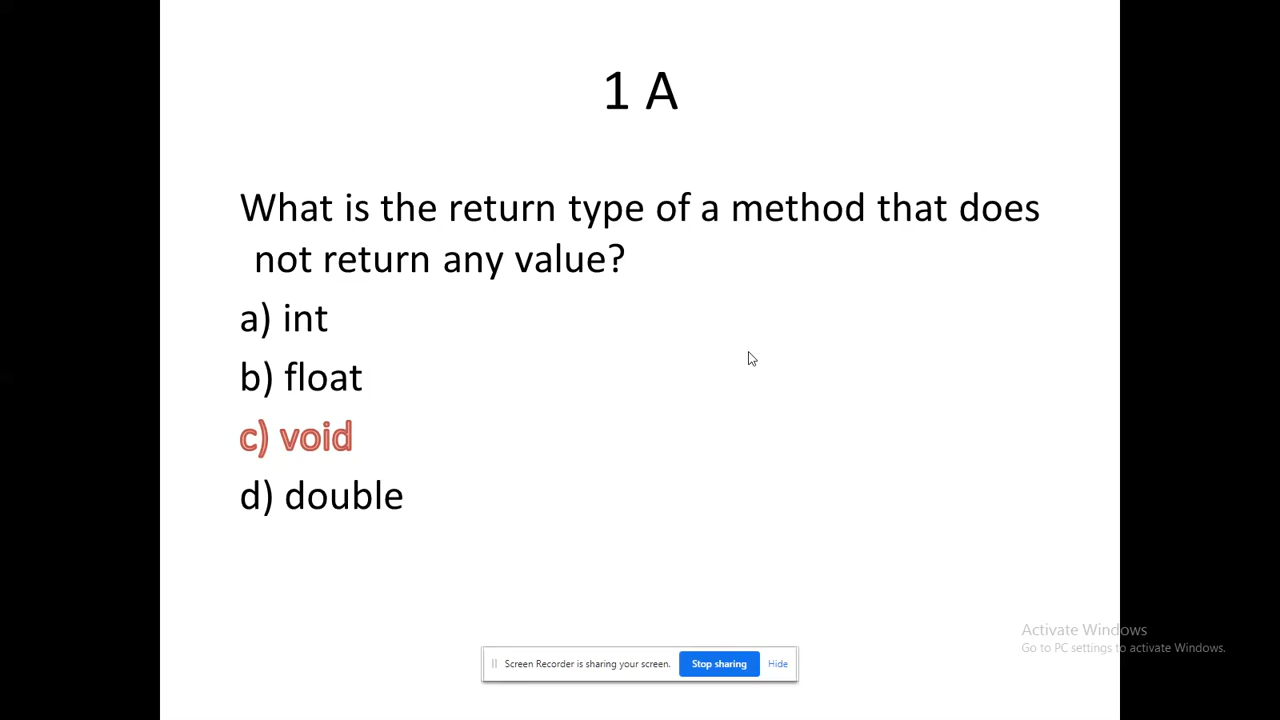 1 A
What is the return type of a method that does
not return any value?
a) int
b) float
c) void
d) double
Activate Windows
Go to PC settings to activate Windows.
Screen Recorder is sharing your screen. Stop sharing Hide